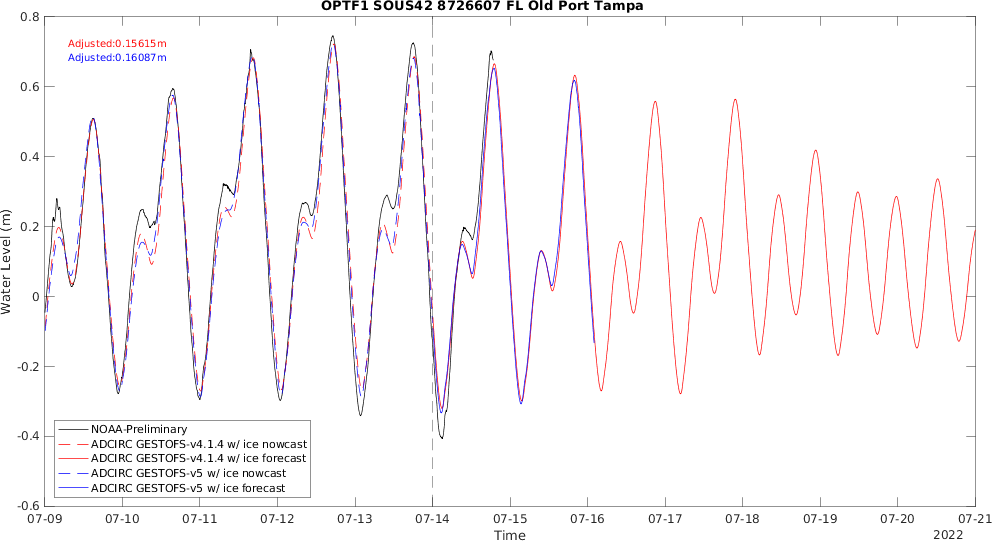 OPTF1 SOUS42 8726607 FL Old Port Tampa
0.8
Adjusted:0.15615m
Adjusted:0.16087m
0.6
0.4
0.2
0
-0.2
-0.4
-0.6
Water Level (m)
NOAA-Preliminary
ADCIRC GESTOFS-v4.1.4 w/ ice nowcast
ADCIRC GESTOFS-v4.1.4 w/ ice forecast
ADCIRC GESTOFS-v5 w/ ice nowcast
ADCIRC GESTOFS-v5 w/ ice forecast
07-09 07-10 07-11 07-12 07-13 07-14 07-15 07-16 07-17 07-18 07-19 07-20 07-21
Time
2022